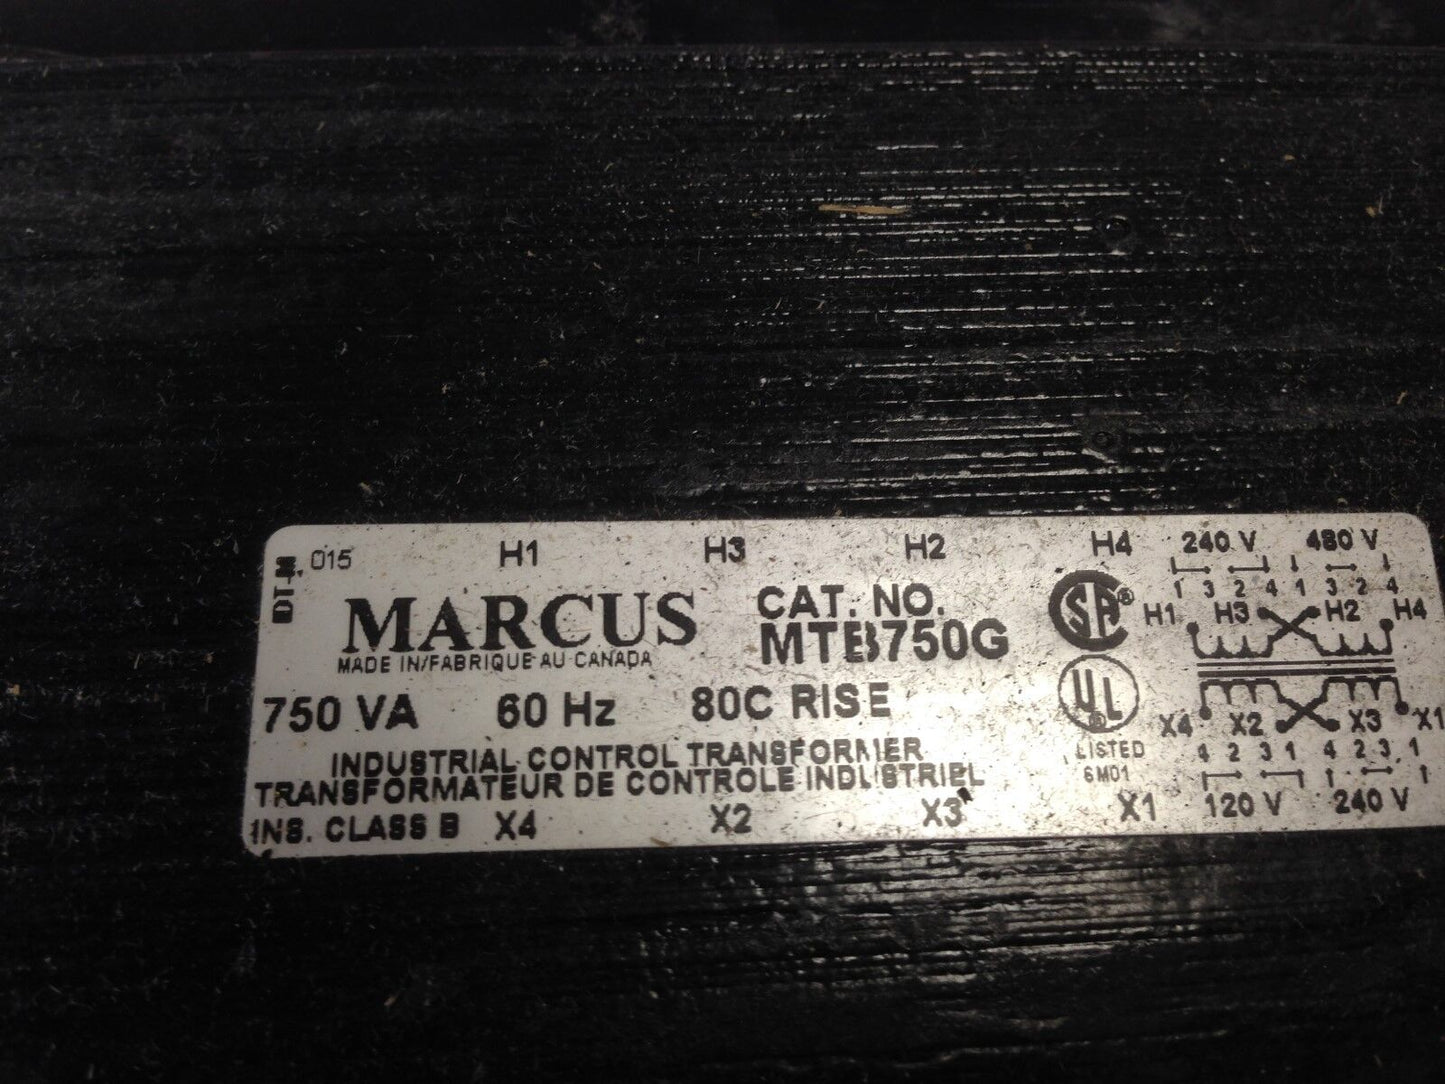 015 H1 H3 H2 H4 240 V 480 V
1 3 2 4 1 3 2 4
MARCUS CAT. NO. CSA® H1 H3 H2 H4
MADE IN/FABRIQUE AU CANADA MTB750G
750 VA 60 Hz 80C RISE UL® X4 X2 X3 X1
INDUSTRIAL CONTROL TRANSFORMER LISTED 4 2 3 1 4 2 3 1
TRANSFORMATEUR DE CONTROLE INDUSTRIEL 6M01
INS. CLASS B X4 X2 X3 X1 120 V 240 V